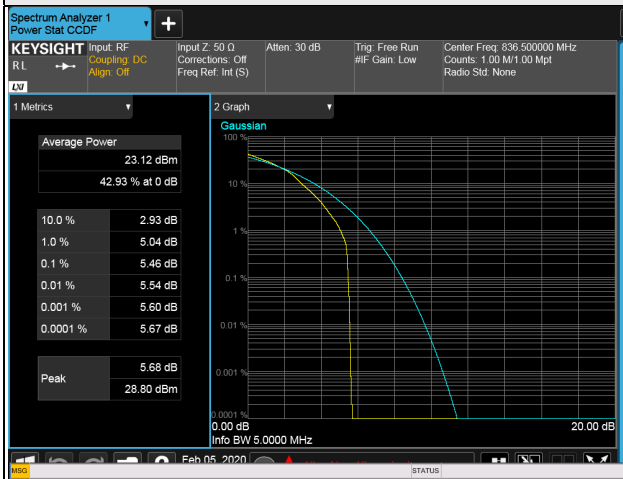 Spectrum Analyzer 1
Power Stat CCDF
KEYSIGHT
RL
LXI
Input: RF
Coupling: DC
Align: Off
Input Z: 50 Ω
Corrections: Off
Freq Ref: Int (S)
Atten: 30 dB
Trig: Free Run
#IF Gain: Low
Center Freq: 836.500000 MHz
Counts: 1.00 M/1.00 Mpt
Radio Std: None
1 Metrics
Average Power
23.12 dBm
42.93 % at 0 dB
10.0 % 2.93 dB
1.0 % 5.04 dB
0.1 % 5.46 dB
0.01 % 5.54 dB
0.001 % 5.60 dB
0.0001 % 5.67 dB
Peak
5.68 dB
28.80 dBm
2 Graph
Gaussian
100 %
10 %
1 %
0.1 %
0.01 %
0.001 %
0.0001 %
0.00 dB 20.00 dB
Info BW 5.0000 MHz
Feb 05, 2020
MSG
STATUS